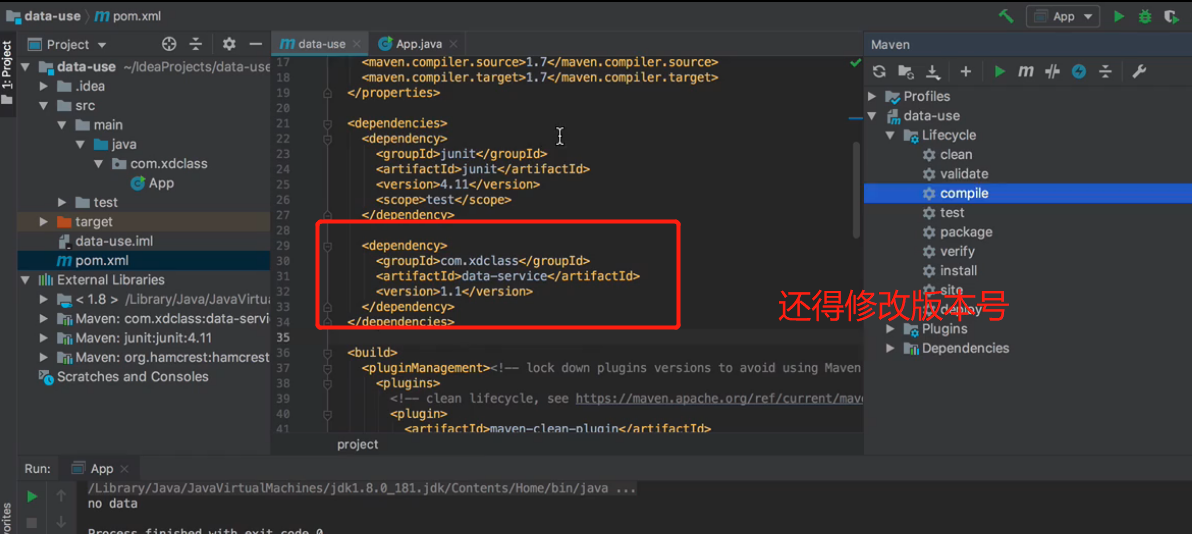 data-use
pom.xml
App
Project
1: Project
data-use ~/IdeaProjects/data-use
.idea
src
main
java
com.xdclass
App
test
target
data-use.iml
pom.xml
External Libraries
< 1.8 > /Library/Java/JavaVirtua
Maven: com.xdclass:data-servi
Maven: junit:junit:4.11
Maven: org.hamcrest:hamcrest
Scratches and Consoles
data-use
App.java
17 <maven.compiler.source>1.7</maven.compiler.source>
18 <maven.compiler.target>1.7</maven.compiler.target>
19 </properties>
20
21 <dependencies>
22 <dependency>
23 <groupId>junit</groupId>
24 <artifactId>junit</artifactId>
25 <version>4.11</version>
26 <scope>test</scope>
27 </dependency>
28
29 <dependency>
30 <groupId>com.xdclass</groupId>
31 <artifactId>data-service</artifactId>
32 <version>1.1</version>
33 </dependency>
34 </dependencies>
35
36 <build>
37 <pluginManagement><!-- lock down plugins versions to avoid using Maven
38 <plugins>
39 <!-- clean lifecycle, see https://maven.apache.org/ref/current/mave
40 <plugin>
41 <artifactId>maven-clean-plugin</artifactId>
project
Maven
Profiles
data-use
Lifecycle
clean
validate
compile
test
package
verify
install
site
deploy
Plugins
Dependencies
还得修改版本号
Run:
App
/Library/Java/JavaVirtualMachines/jdk1.8.0_181.jdk/Contents/Home/bin/java ...
no data
Process finished with exit code 0
vorites